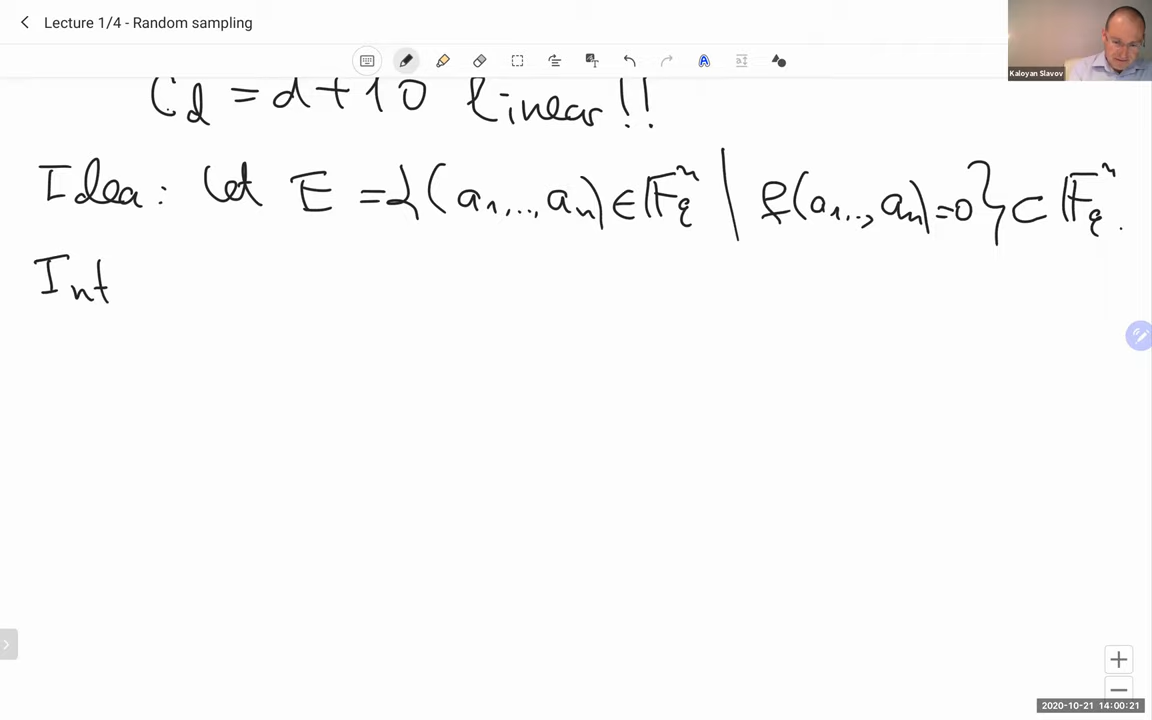 Lecture 1/4 - Random sampling
Kaloyan Slavov
C_d = d + 10 linear!!
Idea: Let E = {(a_1,..., a_n) ∈ F_q^n | f(a_1,.., a_n) = 0} ⊂ F_q^n.
Int
2020-10-21 14:00:21